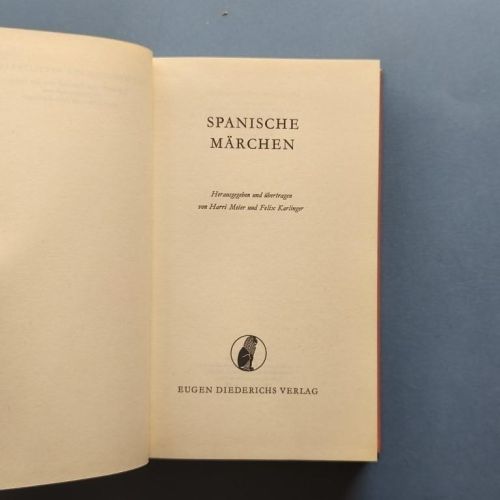 SPANISCHE
MÄRCHEN
Herausgegeben und übertragen
von Harri Meier und Felix Karlinger
EUGEN DIEDERICHS VERLAG